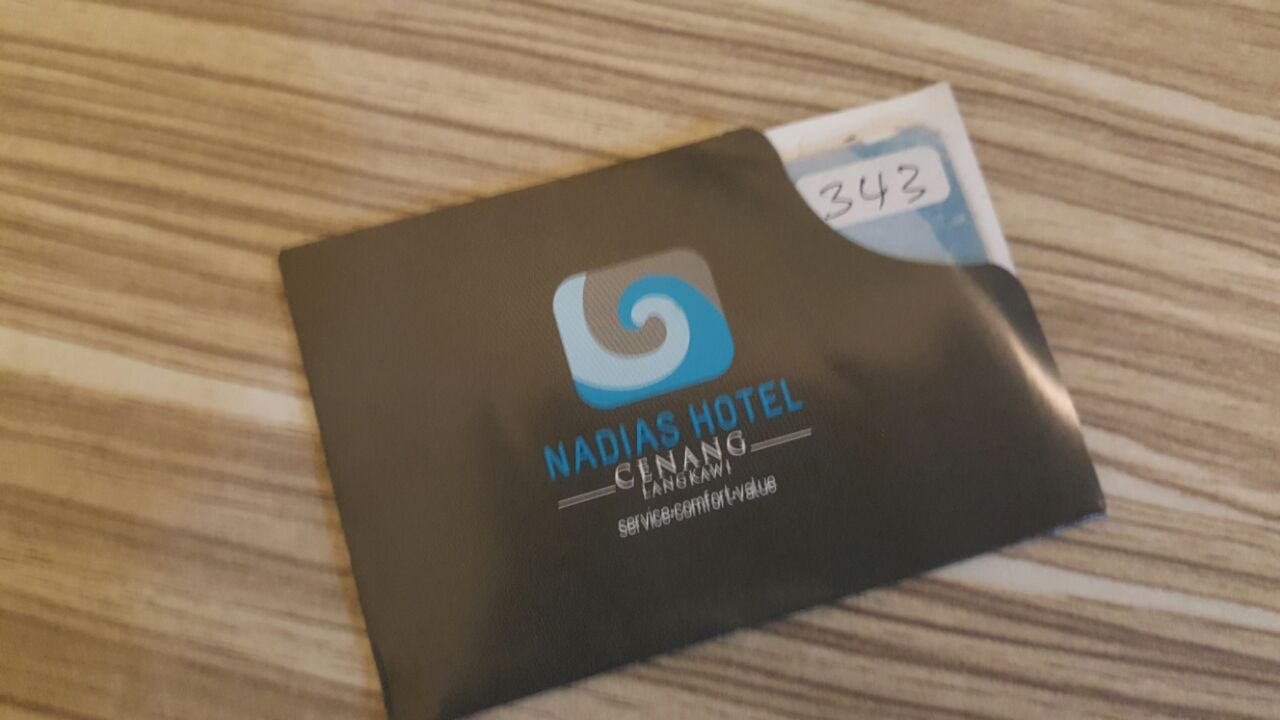 343
NADIAS HOTEL
CENANG
LANGKAWI
service•comfort•value